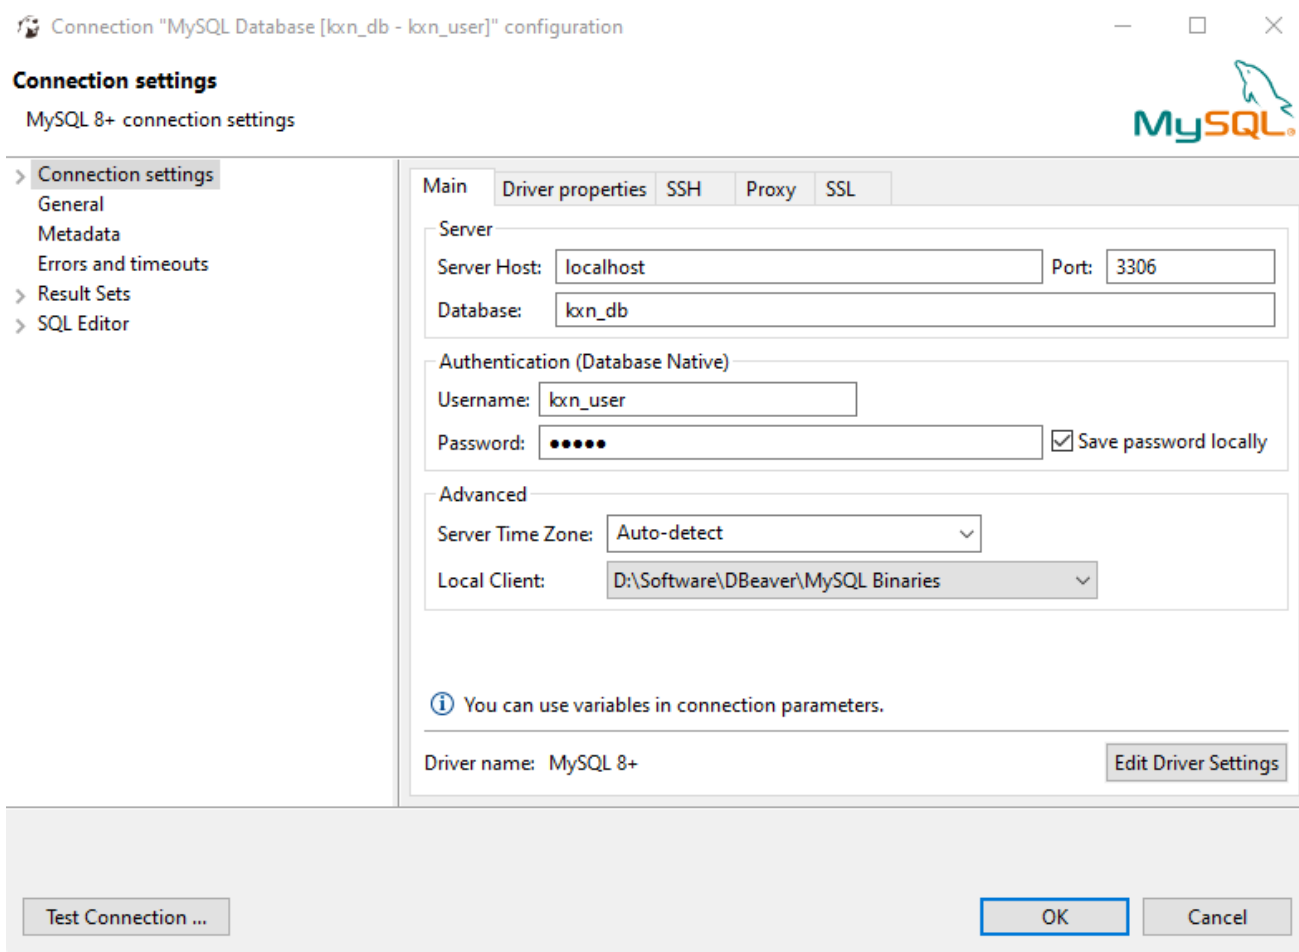 Connection "MySQL Database [kxn_db - kxn_user]" configuration
Connection settings
MySQL 8+ connection settings
MySQL
Connection settings
General
Metadata
Errors and timeouts
Result Sets
SQL Editor
Main Driver properties SSH Proxy SSL
Server
Server Host: localhost Port: 3306
Database: kxn_db
Authentication (Database Native)
Username: kxn_user
Password: ●●●●● Save password locally
Advanced
Server Time Zone: Auto-detect
Local Client: D:\Software\DBeaver\MySQL Binaries
You can use variables in connection parameters.
Driver name: MySQL 8+ Edit Driver Settings
Test Connection ... OK Cancel